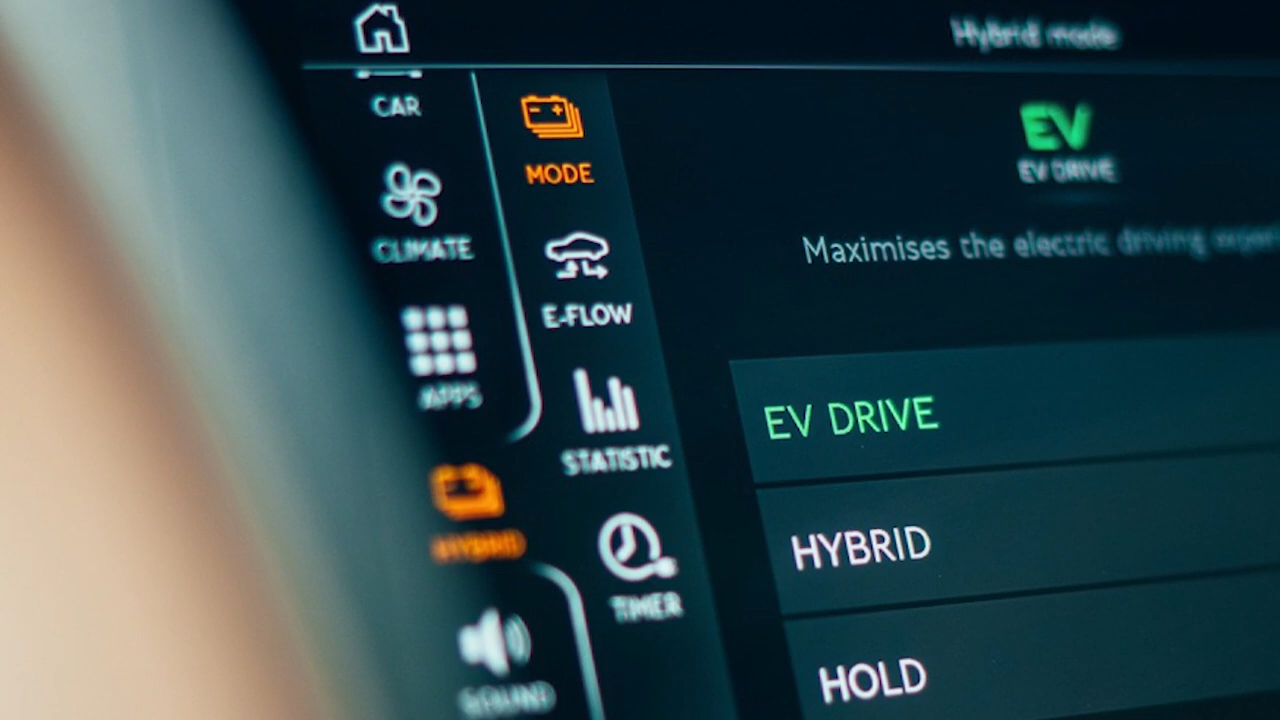 Hybrid mode
CAR
CLIMATE
APPS
HYBRID
SOUND
MODE
E-FLOW
STATISTIC
TIMER
EV
EV DRIVE
Maximises the electric driving
EV DRIVE
HYBRID
HOLD